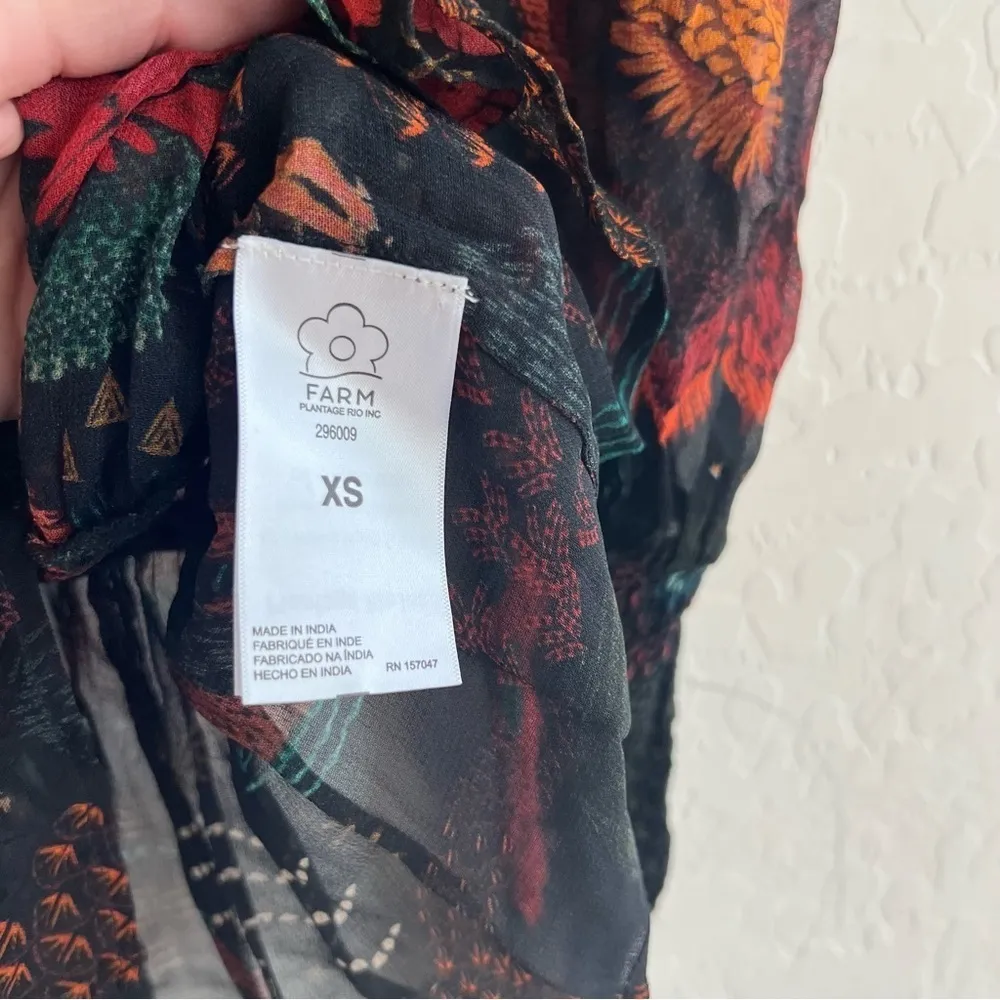 FARM
PLANTAGE RIO INC
296009
XS
MADE IN INDIA
FABRIQUÉ EN INDE
FABRICADO NA ÍNDIA
HECHO EN INDIA
RN 157047